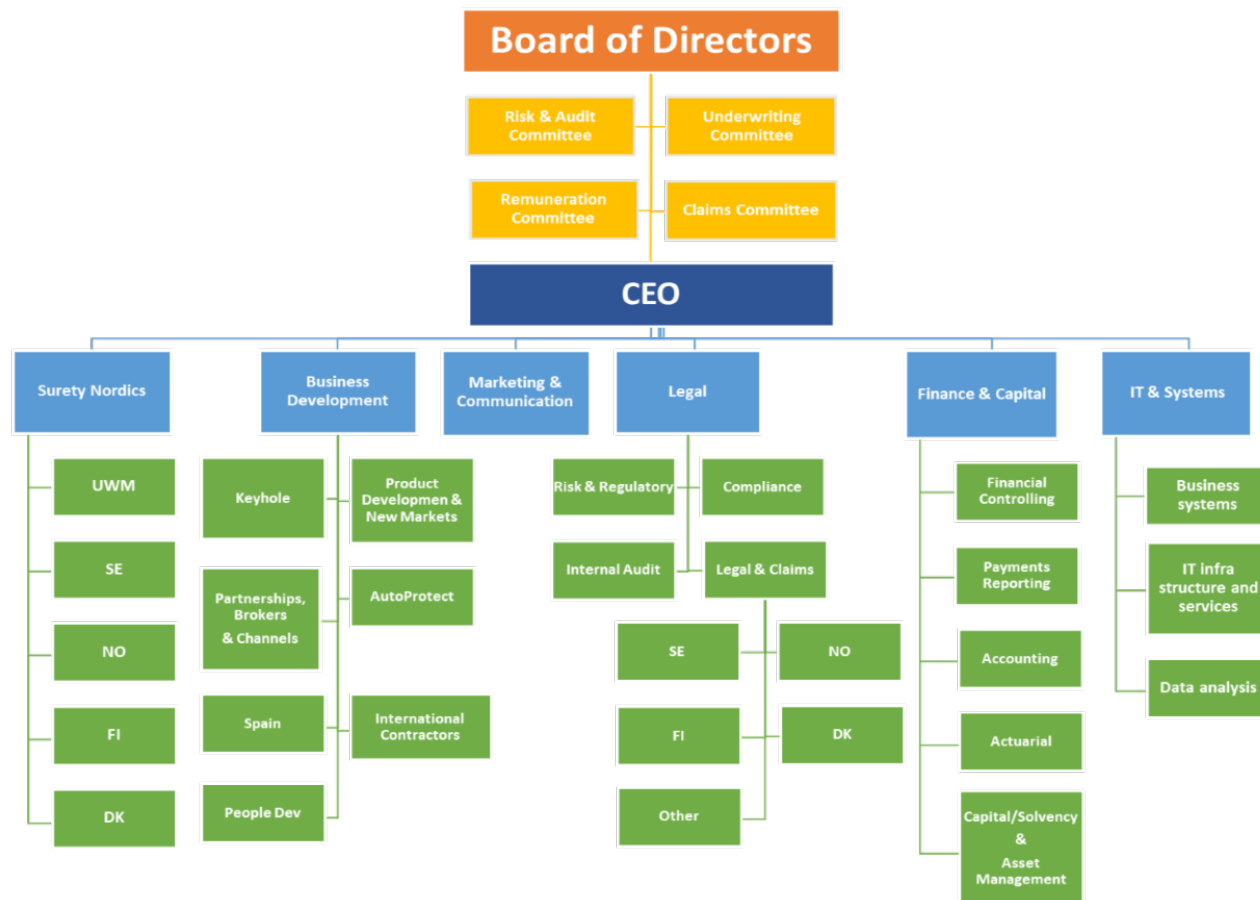 Board of Directors
Risk & Audit
Committee
Underwriting
Committee
Remuneration
Committee
Claims Committee
CEO
Surety Nordics
Business
Development
Marketing &
Communication
Legal
Finance & Capital
IT & Systems
UWM
SE
NO
FI
DK
Keyhole
Product
Developmen &
New Markets
Partnerships,
Brokers
& Channels
AutoProtect
Spain
International
Contractors
People Dev
Risk & Regulatory
Compliance
Internal Audit
Legal & Claims
SE
NO
FI
DK
Other
Financial
Controlling
Payments
Reporting
Accounting
Actuarial
Capital/Solvency
&
Asset
Management
Business
systems
IT infra
structure and
services
Data analysis